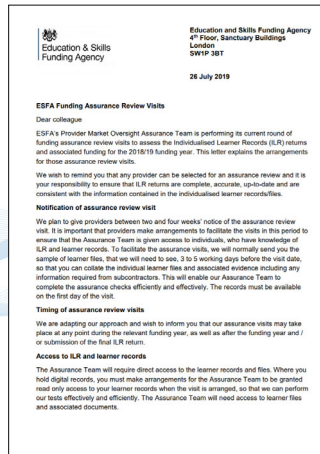 Education & Skills
Funding Agency
Education and Skills Funding Agency
4th Floor, Sanctuary Buildings
London
SW1P 3BT
26 July 2019
ESFA Funding Assurance Review Visits
Dear colleague
ESFA's Provider Market Oversight Assurance Team is performing its current round of
funding assurance review visits to assess the Individualised Learner Records (ILR) returns
and associated funding for the 2018/19 funding year. This letter explains the arrangements
for those assurance review visits.
We wish to remind you that any provider can be selected for an assurance review and it is
your responsibility to ensure that ILR returns are complete, accurate, up-to-date and are
consistent with the information contained in the individualised learner records/files.
Notification of assurance review visit
We plan to give providers between two and four weeks' notice of the assurance review
visit. It is important that providers make arrangements to facilitate the visits in this period to
ensure that the Assurance Team is given access to individuals, who have knowledge of
ILR and learner records. To facilitate the assurance visits, we will normally send you the
sample of learner files, that we will need to see, 3 to 5 working days before the visit date,
so that you can collate the individual learner files and associated evidence including any
information required from subcontractors. This will enable our Assurance Team to
complete the assurance checks efficiently and effectively. The records must be available
on the first day of the visit.
Timing of assurance review visits
We are adapting our approach and wish to inform you that our assurance visits may take
place at any point during the relevant funding year, as well as after the funding year and /
or submission of the final ILR return.
Access to ILR and learner records
The Assurance Team will require direct access to the learner records and files. Where you
hold digital records, you must make arrangements for the Assurance Team to be granted
read only access to your learner records when the visit is arranged, so that we can perform
our tests effectively and efficiently. The Assurance Team will need access to learner files
and associated documents.